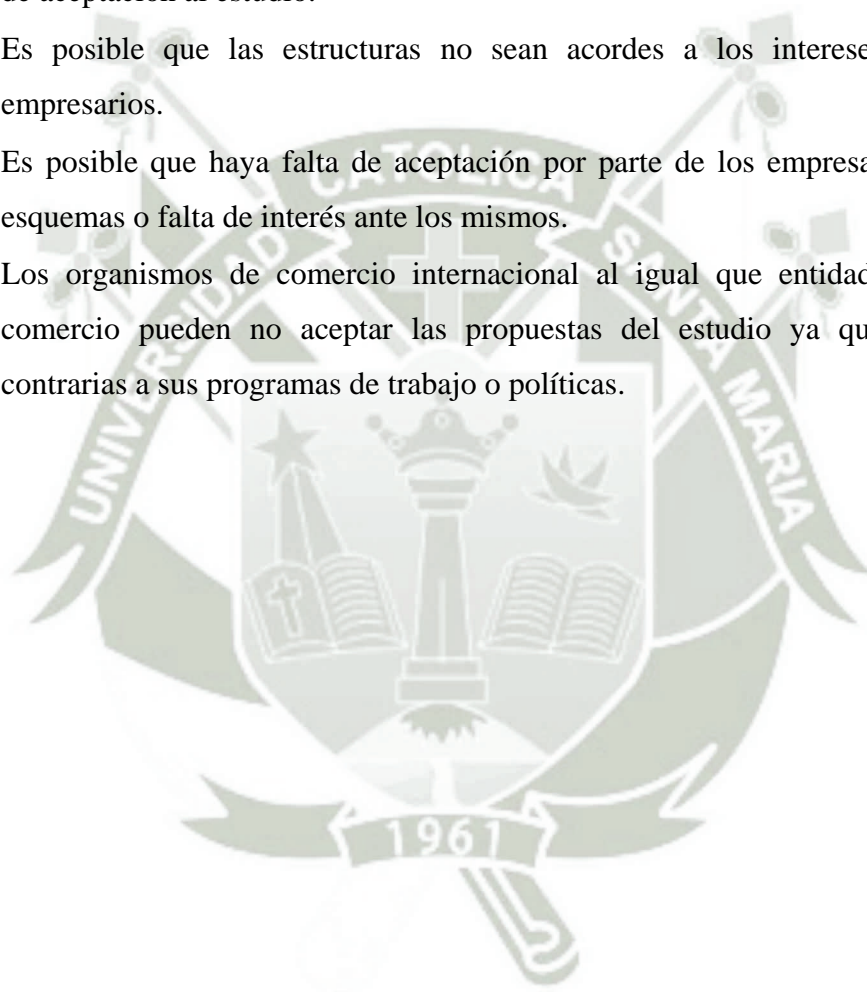 de aceptación al estudio.
Es posible que las estructuras no sean acordes a los interese
empresarios.
Es posible que haya falta de aceptación por parte de los empresa
esquemas o falta de interés ante los mismos.
Los organismos de comercio internacional al igual que entidad
comercio pueden no aceptar las propuestas del estudio ya qu
contrarias a sus programas de trabajo o políticas.
UNIVERSIDAD CATOLICA SANTA MARIA
1961